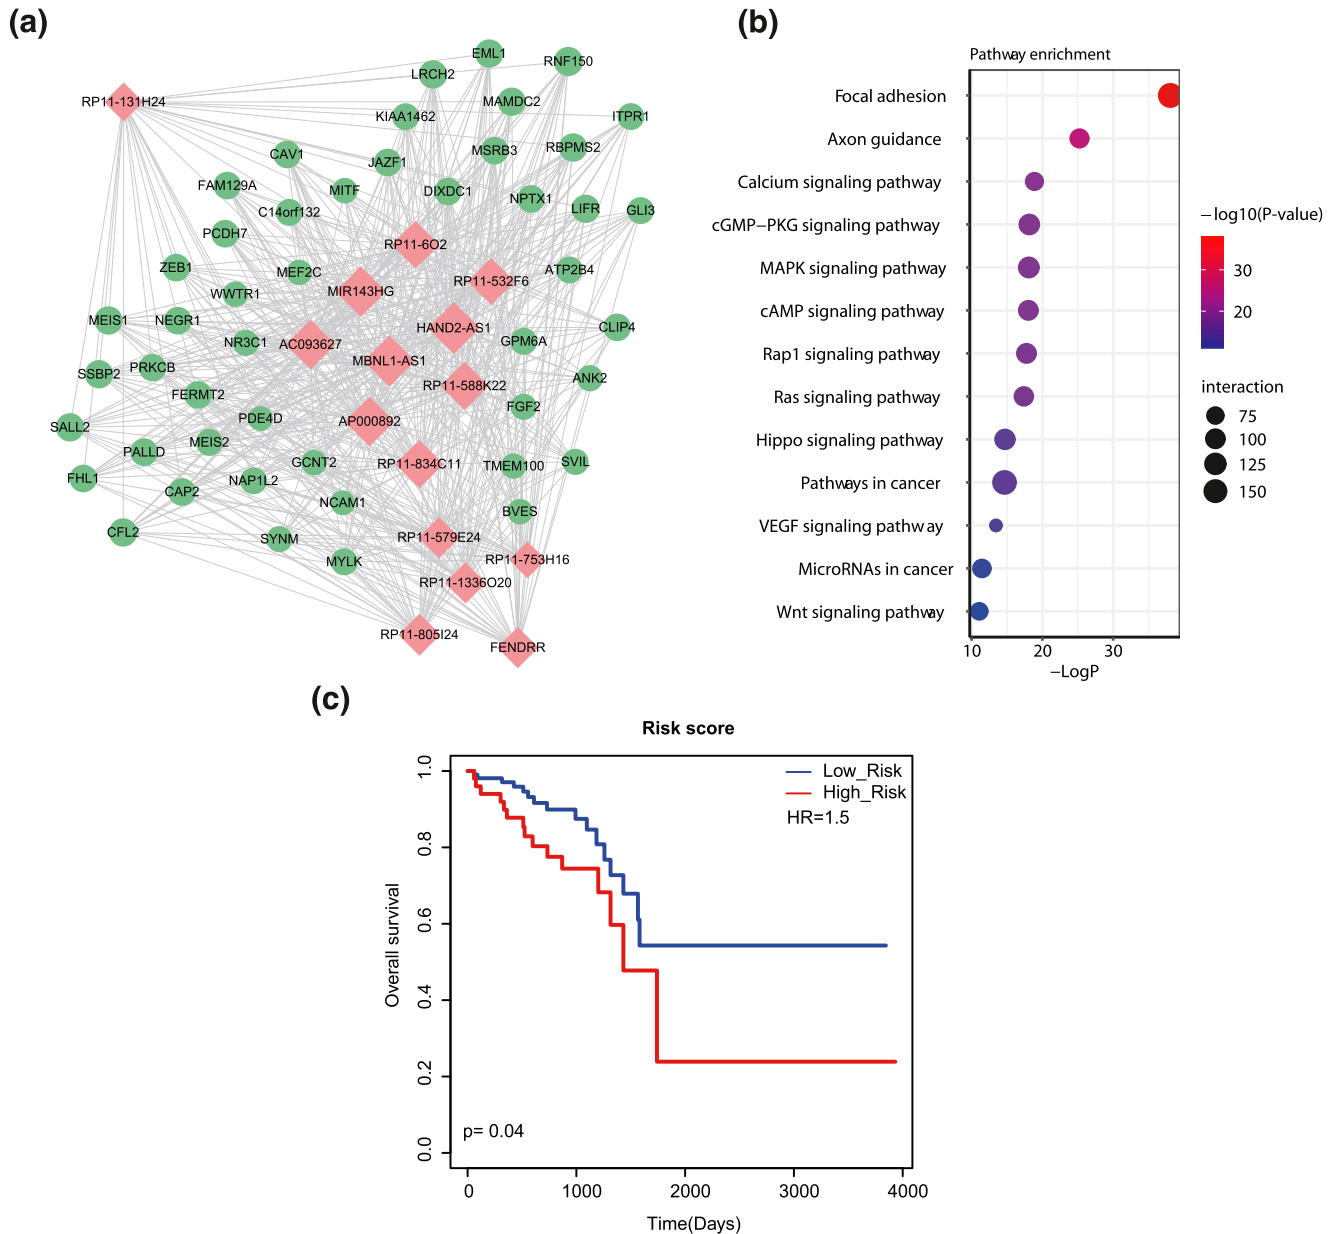 (a)
EML1
RNF150
LRCH2
RP11-131H24
MAMDC2
KIAA1462
ITPR1
CAV1
JAZF1
MSRB3
RBPMS2
FAM129A
MITF
DIXDC1
NPTX1
C14orf132
LIFR
GLI3
PCDH7
RP11-6O2
ZEB1
MEF2C
RP11-532F6
ATP2B4
WWTR1
MIR143HG
MEIS1
NEGR1
HAND2-AS1
CLIP4
NR3C1
AC093627
GPM6A
SSBP2
PRKCB
MBNL1-AS1
ANK2
RP11-588K22
FERMT2
FGF2
SALL2
PDE4D
AP000892
PALLD
MEIS2
GCNT2
RP11-834C11
TMEM100
SVIL
FHL1
CAP2
NAP1L2
NCAM1
BVES
CFL2
SYNM
RP11-579E24
MYLK
RP11-753H16
RP11-1336O20
RP11-805I24
FENDRR
(b)
Pathway enrichment
Focal adhesion
Axon guidance
Calcium signaling pathway
cGMP−PKG signaling pathway
MAPK signaling pathway
cAMP signaling pathway
Rap1 signaling pathway
Ras signaling pathway
Hippo signaling pathway
Pathways in cancer
VEGF signaling pathway
MicroRNAs in cancer
Wnt signaling pathway
10 20 30
−LogP
−log10(P-value)
30
20
interaction
75
100
125
150
(c)
Risk score
Low_Risk
High_Risk
HR=1.5
Overall survival
1.0
0.8
0.6
0.4
0.2
0.0
p= 0.04
0 1000 2000 3000 4000
Time(Days)